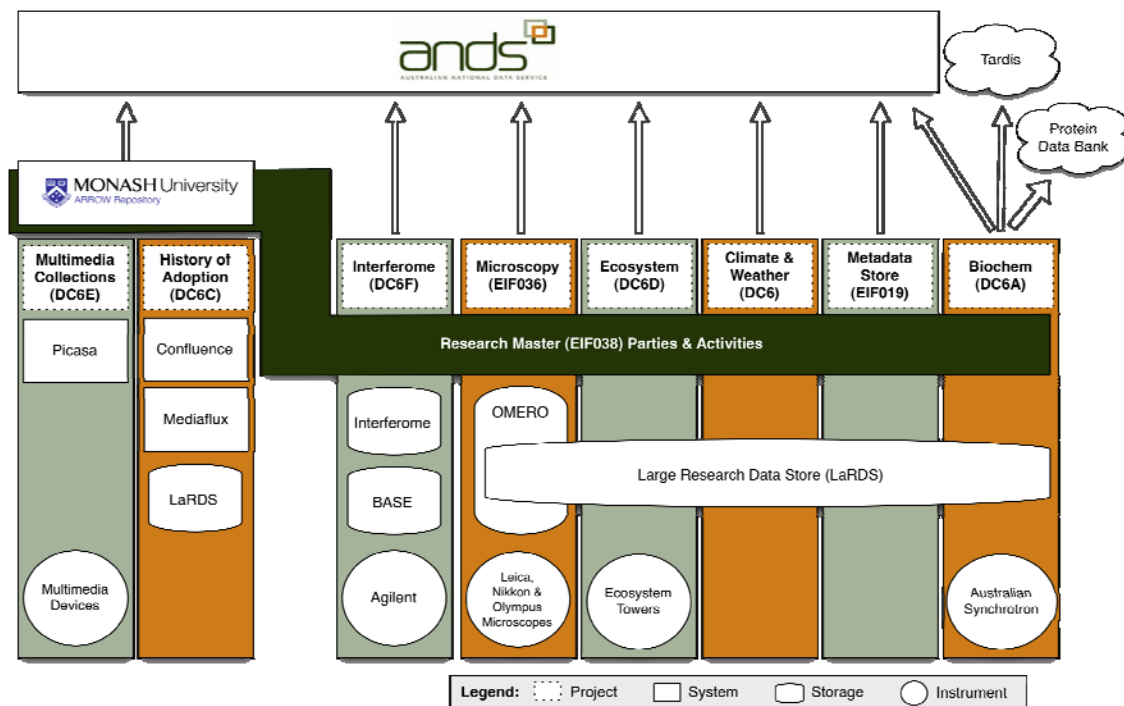 ands
AUSTRALIAN NATIONAL DATA SERVICE
Tardis
Protein
Data Bank
MONASH University
ARROW Repository
Multimedia
Collections
(DC6E)
History of
Adoption
(DC6C)
Interferome
(DC6F)
Microscopy
(EIF036)
Ecosystem
(DC6D)
Climate &
Weather
(DC6)
Metadata
Store
(EIF019)
Biochem
(DC6A)
Research Master (EIF038) Parties & Activities
Picasa
Confluence
Mediaflux
LaRDS
Interferome
BASE
OMERO
Large Research Data Store (LaRDS)
Multimedia
Devices
Agilent
Leica,
Nikkon &
Olympus
Microscopes
Ecosystem
Towers
Australian
Synchrotron
Legend: Project System Storage Instrument